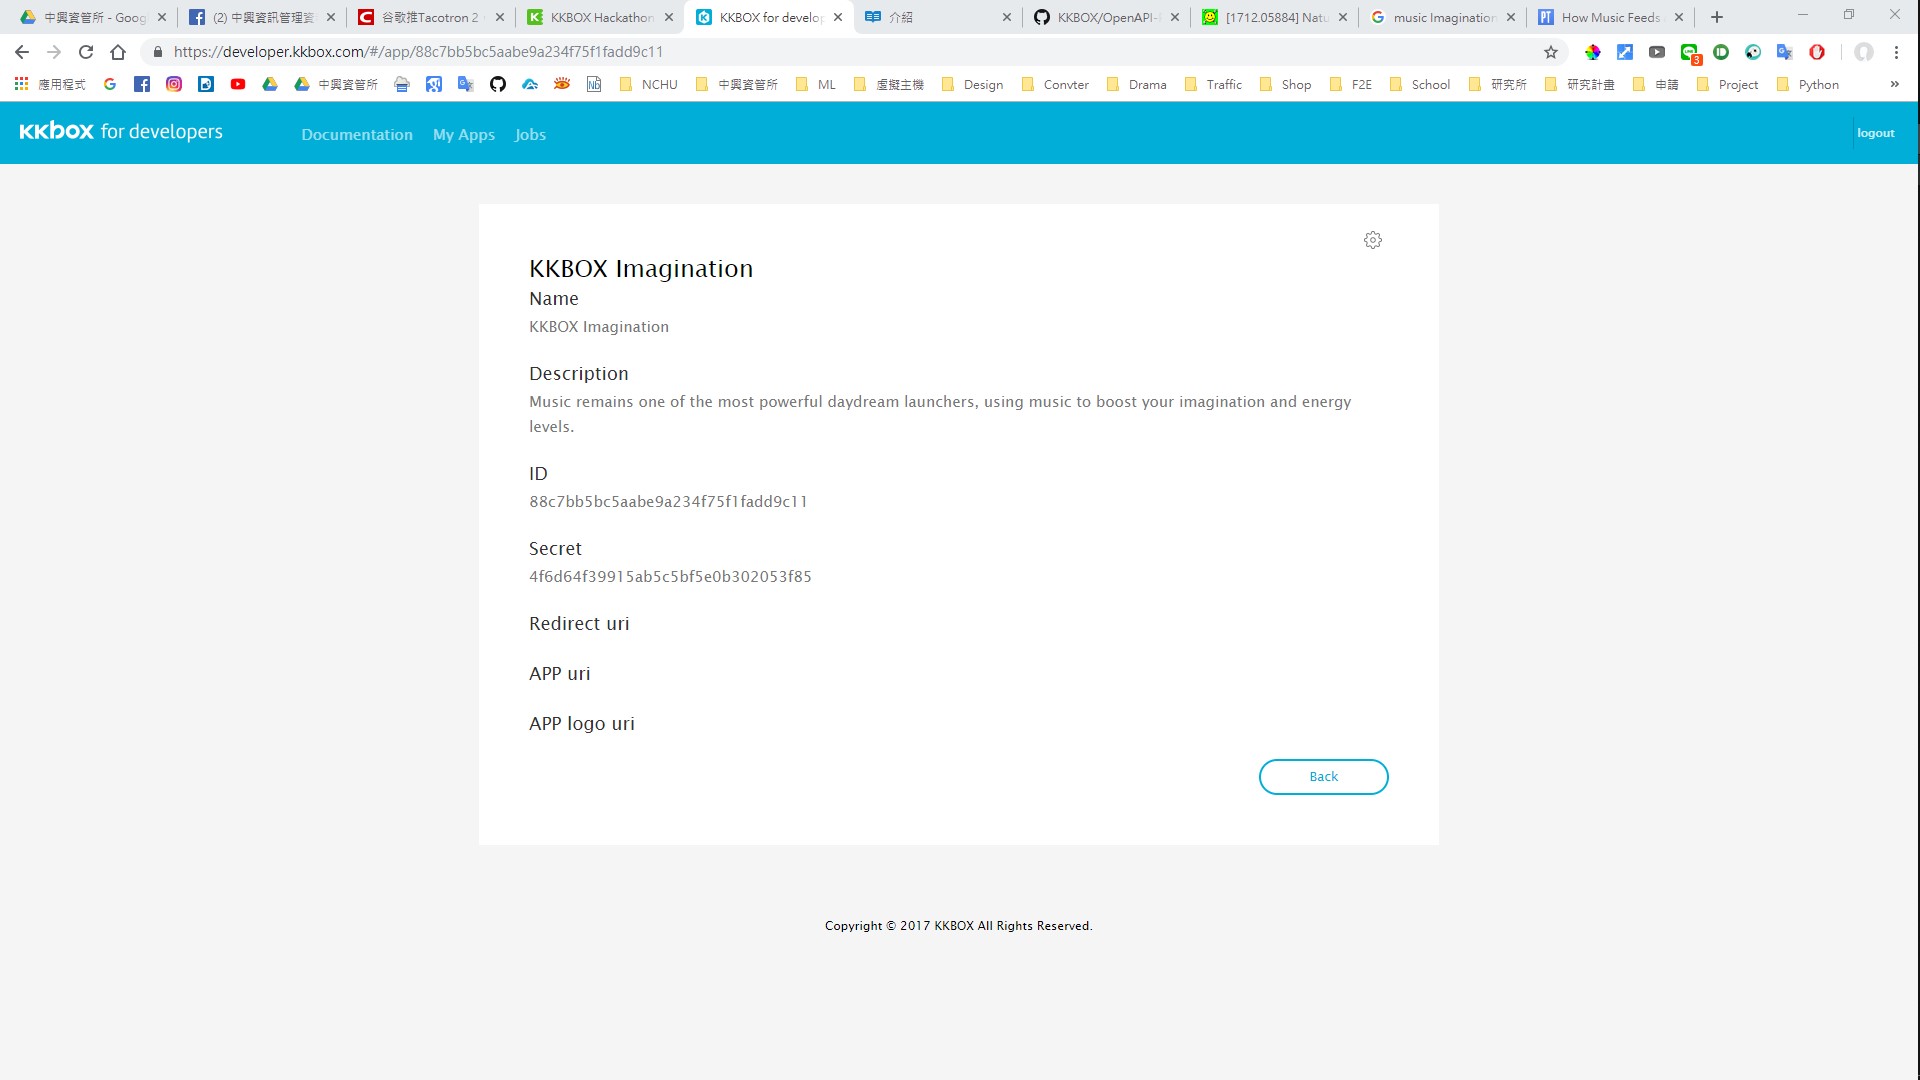 中興資管所 - Goog
(2) 中興資訊管理資
谷歌推Tacotron 2
KKBOX Hackathon
KKBOX for develop
介紹
KKBOX/OpenAPI-
[1712.05884] Natu
music Imagination
How Music Feeds
https://developer.kkbox.com/#/app/88c7bb5bc5aabe9a234f75f1fadd9c11
3
應用程式
中興資管所
Nb
NCHU
中興資管所
ML
虛擬主機
Design
Convter
Drama
Traffic
Shop
F2E
School
研究所
研究計畫
申請
Project
Python
»
KKBOX for developers
Documentation
My Apps
Jobs
logout
KKBOX Imagination
Name
KKBOX Imagination
Description
Music remains one of the most powerful daydream launchers, using music to boost your imagination and energy
levels.
ID
88c7bb5bc5aabe9a234f75f1fadd9c11
Secret
4f6d64f39915ab5c5bf5e0b302053f85
Redirect uri
APP uri
APP logo uri
Back
Copyright © 2017 KKBOX All Rights Reserved.